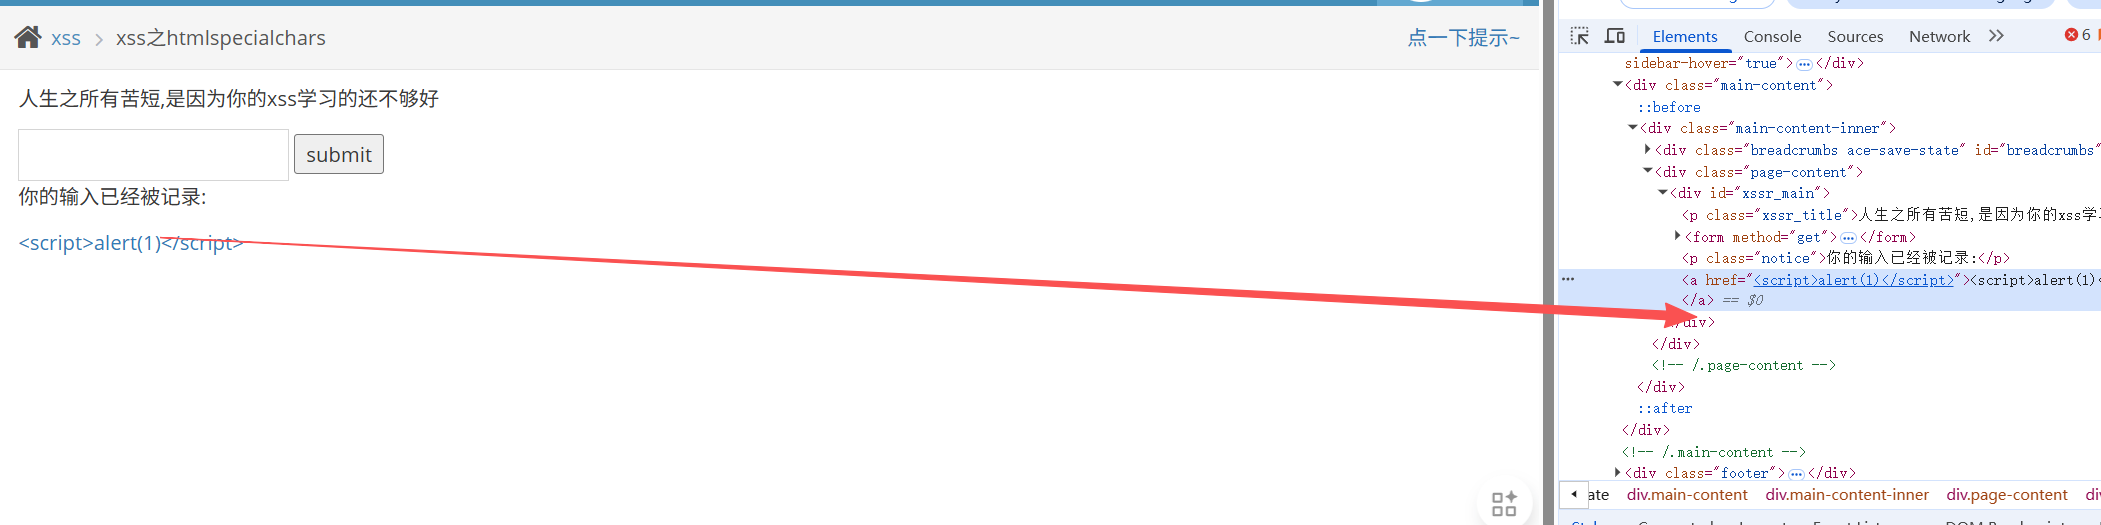 xss > xss之htmlspecialchars 点一下提示~
人生之所有苦短,是因为你的xss学习的还不够好
submit
你的输入已经被记录:
<script>alert(1)</script>
Elements Console Sources Network » 6
sidebar-hover="true"> ⋯ </div>
<div class="main-content">
::before
<div class="main-content-inner">
<div class="breadcrumbs ace-save-state" id="breadcrumbs"
<div class="page-content">
<div id="xssr_main">
<p class="xssr_title">人生之所有苦短,是因为你的xss学习
<form method="get"> ⋯ </form>
<p class="notice">你的输入已经被记录:</p>
<a href="<script>alert(1)</script>"><script>alert(1)<
</a> == $0
</div>
</div>
<!-- /.page-content -->
</div>
::after
</div>
<!-- /.main-content -->
<div class="footer"> ⋯ </div>
ate div.main-content div.main-content-inner div.page-content di